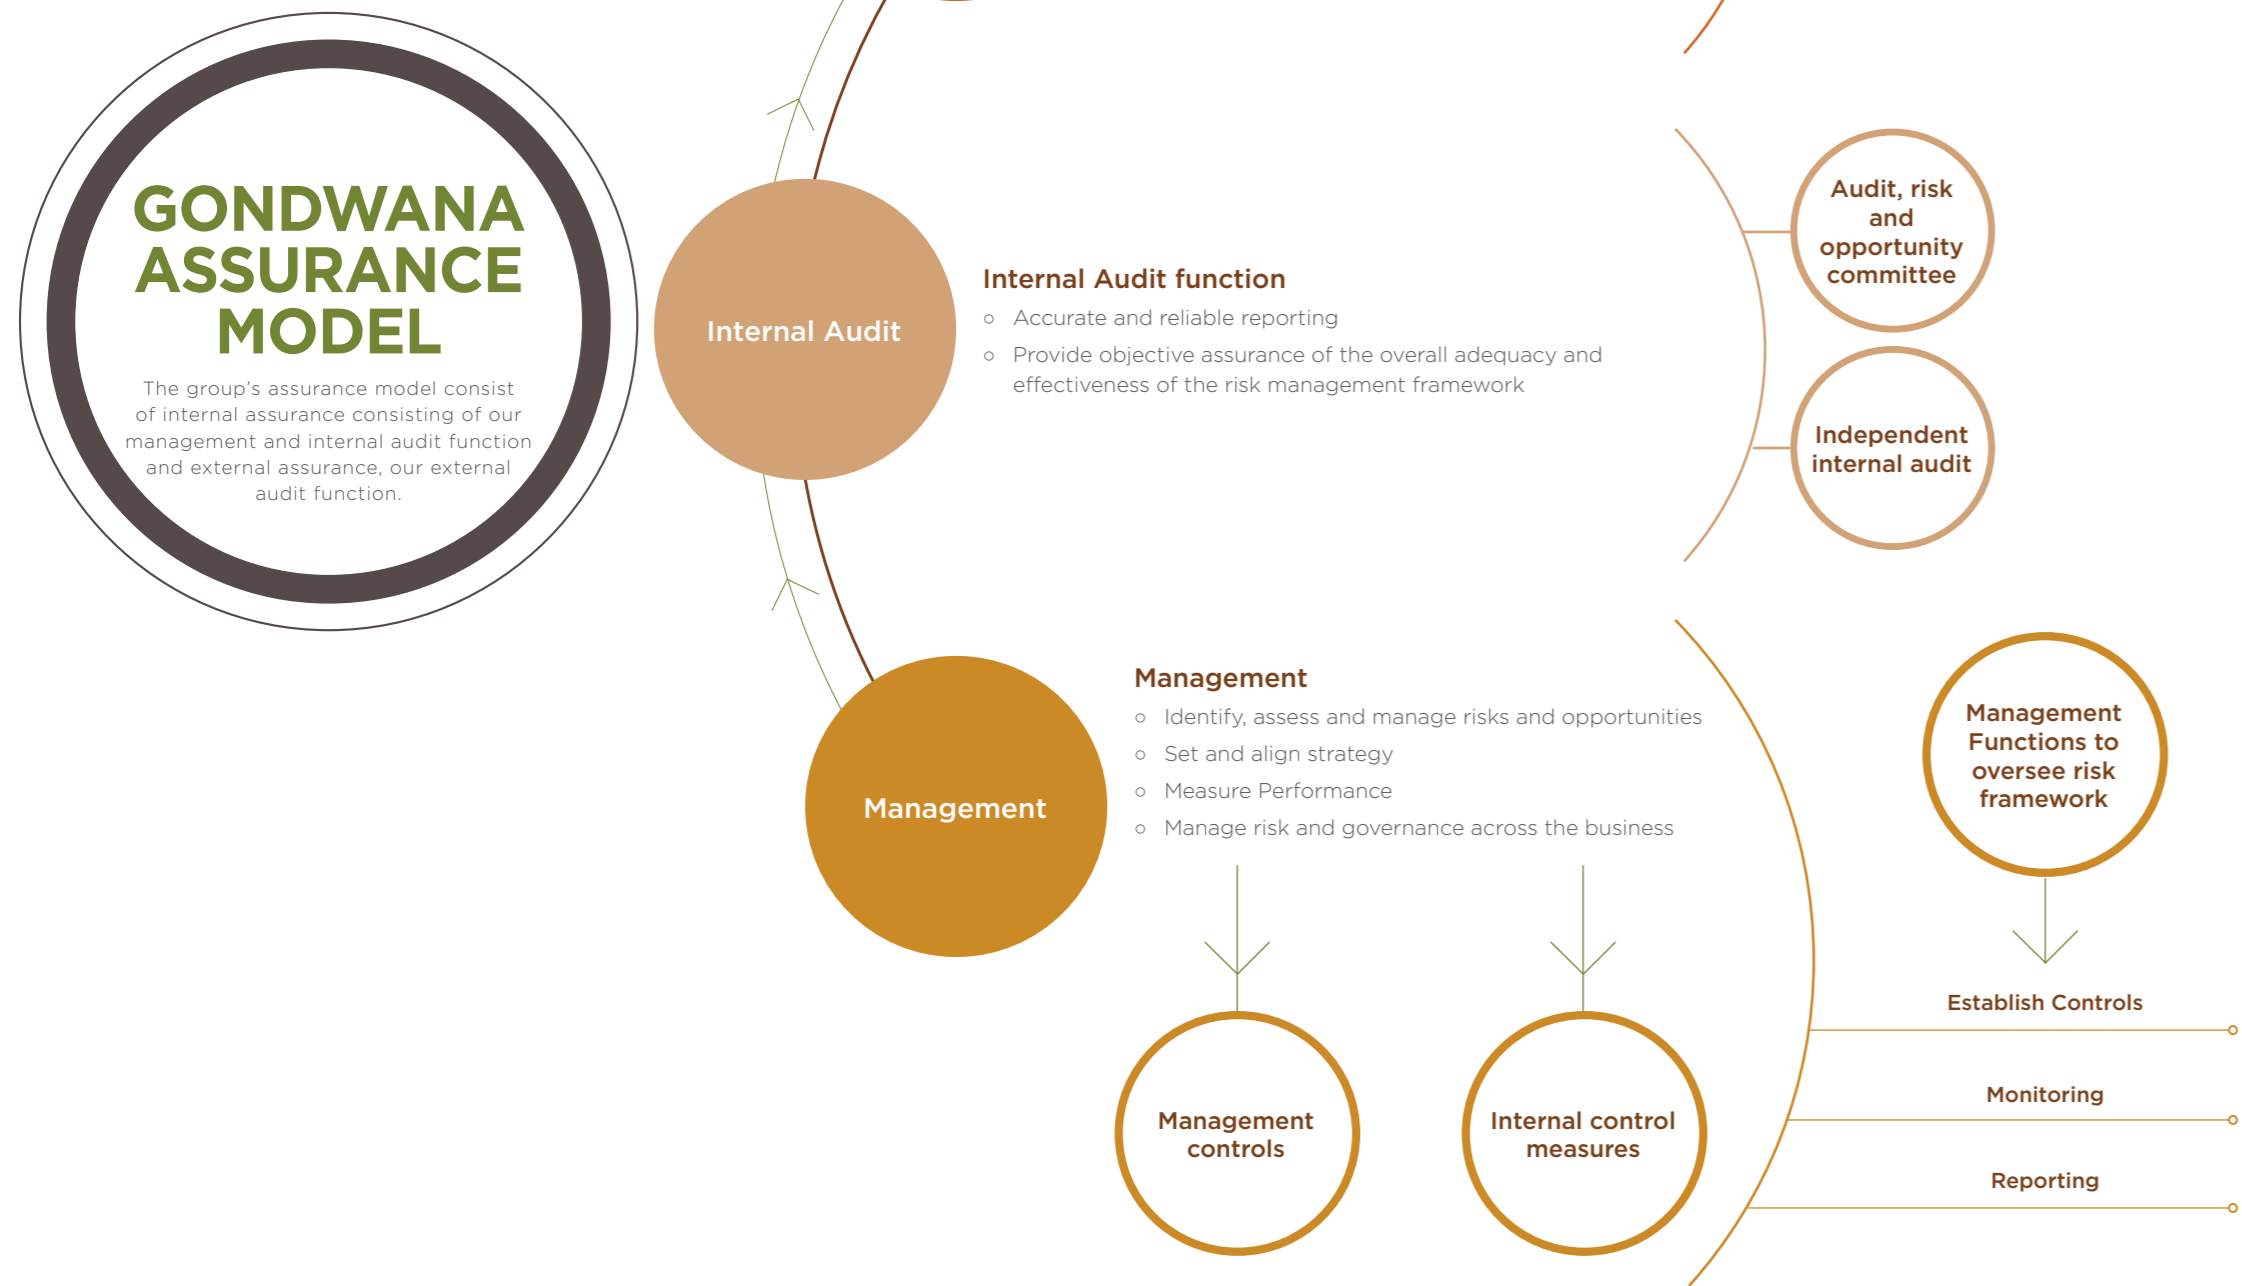 GONDWANA
ASSURANCE
MODEL
The group's assurance model consist
of internal assurance consisting of our
management and internal audit function
and external assurance, our external
audit function.
Internal Audit
Internal Audit function
Accurate and reliable reporting
Provide objective assurance of the overall adequacy and
effectiveness of the risk management framework
Audit, risk
and
opportunity
committee
Independent
internal audit
Management
Management
Identify, assess and manage risks and opportunities
Set and align strategy
Measure Performance
Manage risk and governance across the business
Management
controls
Internal control
measures
Management
Functions to
oversee risk
framework
Establish Controls
Monitoring
Reporting